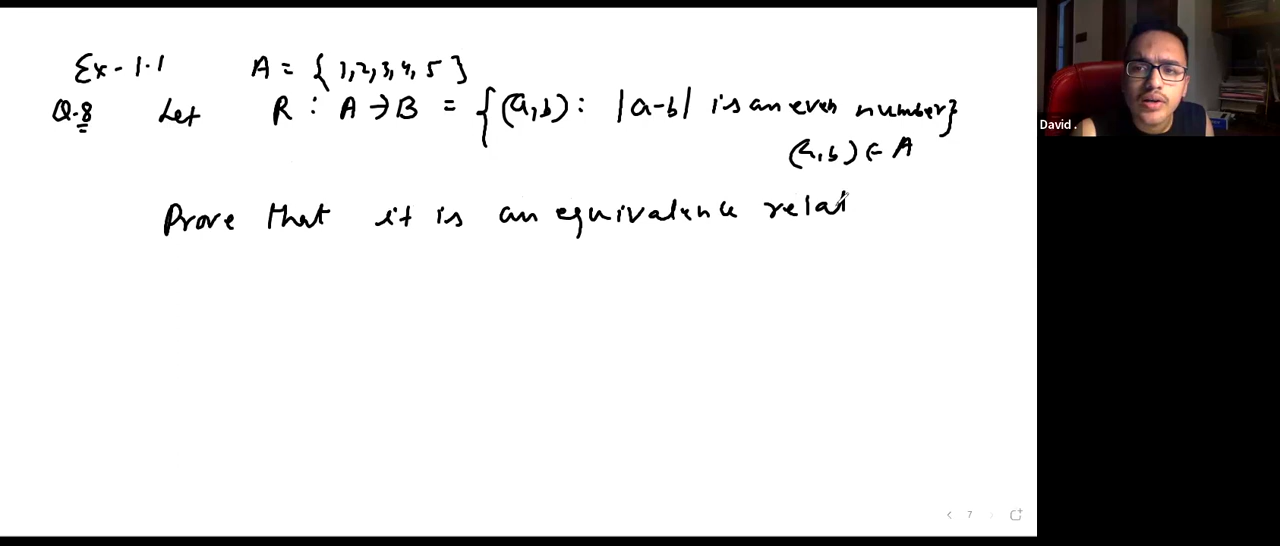 Ex - 1.1 A = { 1,2,3,4,5 }
Q.8 Let R : A → B = { (a,b) : |a-b| is an even number}
(a,b) ∈ A
Prove that it is an equivalence relat
David .
7